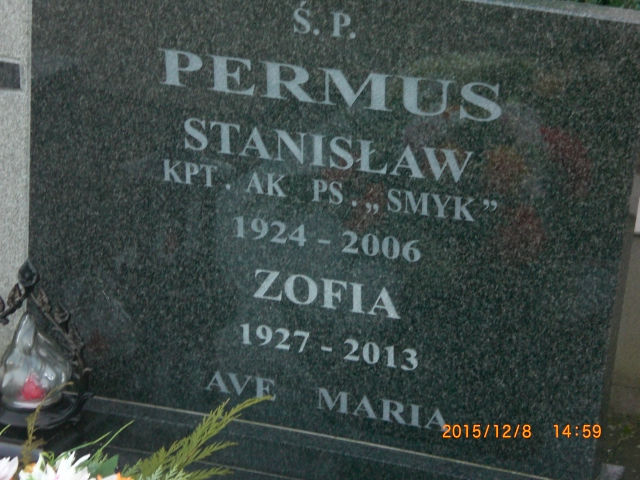 Ś. P.
PERMUS
STANISŁAW
KPT. AK PS. „SMYK”
1924 - 2006
ZOFIA
1927 - 2013
AVE MARIA
2015/12/8 14:59